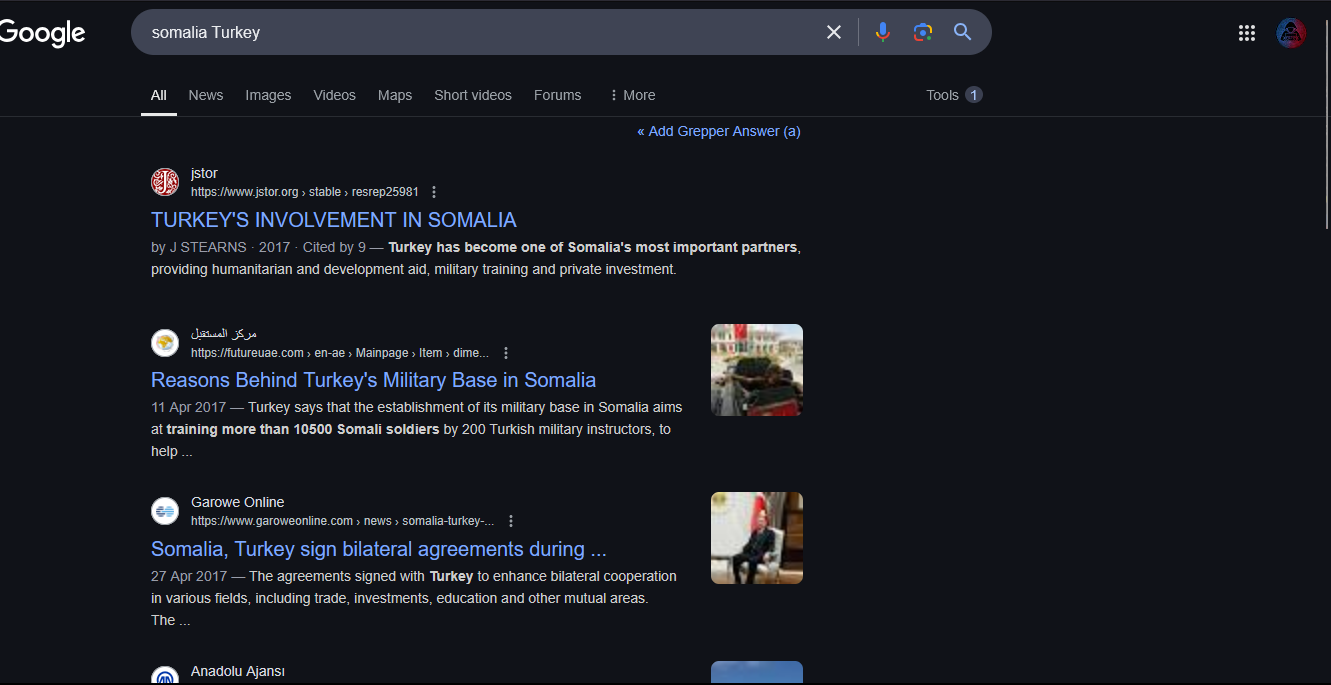 Google
somalia Turkey
All News Images Videos Maps Short videos Forums More Tools 1
« Add Grepper Answer (a)
jstor
https://www.jstor.org › stable › resrep25981
TURKEY'S INVOLVEMENT IN SOMALIA
by J STEARNS · 2017 · Cited by 9 — Turkey has become one of Somalia's most important partners,
providing humanitarian and development aid, military training and private investment.
مركز المستقبل
https://futureuae.com › en-ae › Mainpage › Item › dime...
Reasons Behind Turkey's Military Base in Somalia
11 Apr 2017 — Turkey says that the establishment of its military base in Somalia aims
at training more than 10500 Somali soldiers by 200 Turkish military instructors, to
help ...
Garowe Online
https://www.garoweonline.com › news › somalia-turkey-...
Somalia, Turkey sign bilateral agreements during ...
27 Apr 2017 — The agreements signed with Turkey to enhance bilateral cooperation
in various fields, including trade, investments, education and other mutual areas.
The ...
Anadolu Ajansı